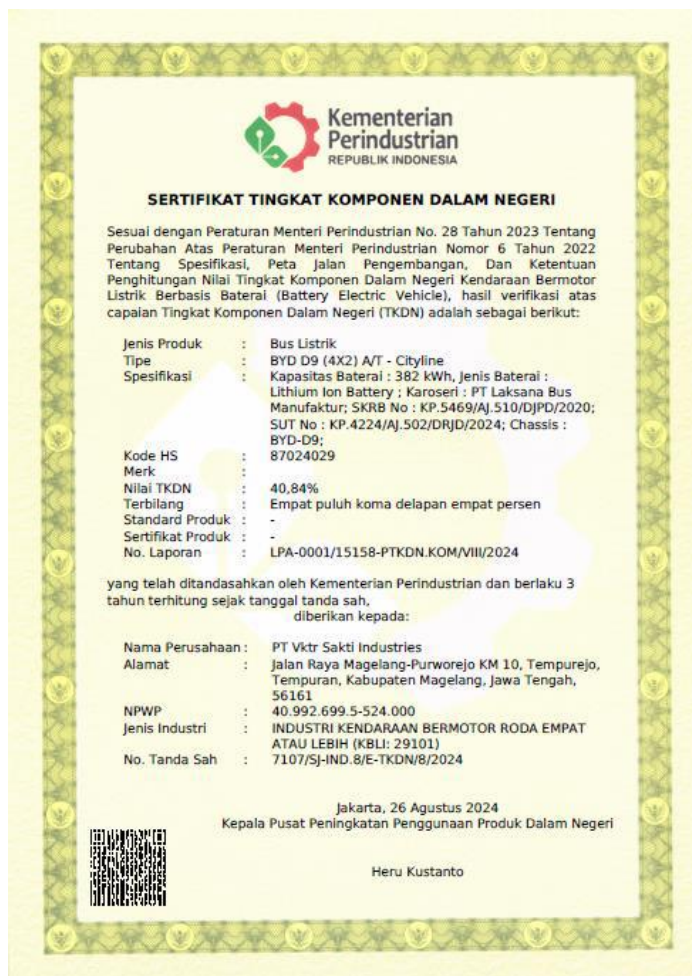 Kementerian
Perindustrian
REPUBLIK INDONESIA
SERTIFIKAT TINGKAT KOMPONEN DALAM NEGERI
Sesuai dengan Peraturan Menteri Perindustrian No. 28 Tahun 2023 Tentang
Perubahan Atas Peraturan Menteri Perindustrian Nomor 6 Tahun 2022
Tentang Spesifikasi, Peta Jalan Pengembangan, Dan Ketentuan
Penghitungan Nilai Tingkat Komponen Dalam Negeri Kendaraan Bermotor
Listrik Berbasis Baterai (Battery Electric Vehicle), hasil verifikasi atas
capaian Tingkat Komponen Dalam Negeri (TKDN) adalah sebagai berikut:
Jenis Produk : Bus Listrik
Tipe : BYD D9 (4X2) A/T - Cityline
Spesifikasi : Kapasitas Baterai : 382 kWh, Jenis Baterai :
Lithium Ion Battery ; Karoseri : PT Laksana Bus
Manufaktur; SKRB No : KP.5469/AJ.510/DJPD/2020;
SUT No : KP.4224/AJ.502/DRJD/2024; Chassis :
BYD-D9;
Kode HS : 87024029
Merk :
Nilai TKDN : 40,84%
Terbilang : Empat puluh koma delapan empat persen
Standard Produk : -
Sertifikat Produk : -
No. Laporan : LPA-0001/15158-PTKDN.KOM/VIII/2024
yang telah ditandasahkan oleh Kementerian Perindustrian dan berlaku 3
tahun terhitung sejak tanggal tanda sah,
diberikan kepada:
Nama Perusahaan : PT Vktr Sakti Industries
Alamat : Jalan Raya Magelang-Purworejo KM 10, Tempurejo,
Tempuran, Kabupaten Magelang, Jawa Tengah,
56161
NPWP : 40.992.699.5-524.000
Jenis Industri : INDUSTRI KENDARAAN BERMOTOR RODA EMPAT
ATAU LEBIH (KBLI: 29101)
No. Tanda Sah : 7107/SJ-IND.8/E-TKDN/8/2024
Jakarta, 26 Agustus 2024
Kepala Pusat Peningkatan Penggunaan Produk Dalam Negeri
Heru Kustanto